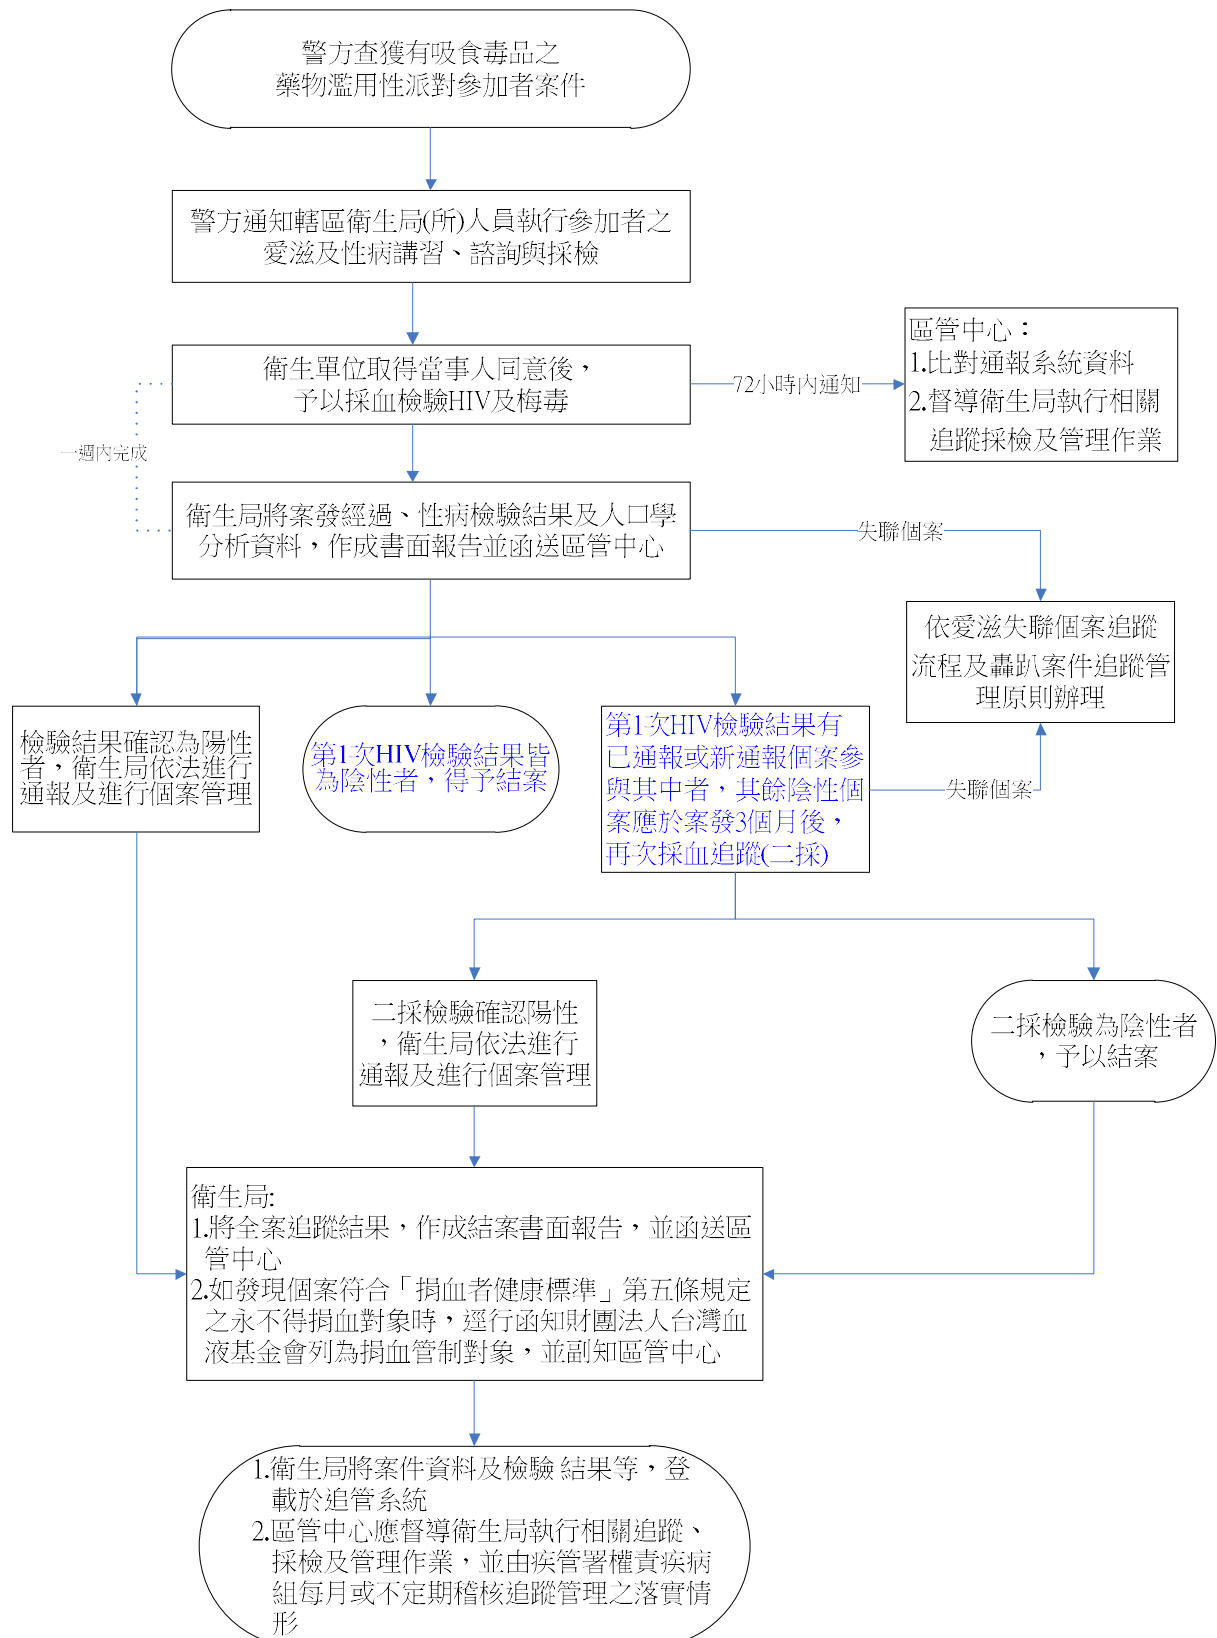 警方查獲有吸食毒品之
藥物濫用性派對參加者案件
警方通知轄區衛生局(所)人員執行參加者之
愛滋及性病講習、諮詢與採檢
衛生單位取得當事人同意後，
予以採血檢驗HIV及梅毒
72小時內通知
區管中心：
1.比對通報系統資料
2.督導衛生局執行相關
追蹤採檢及管理作業
一週內完成
衛生局將案發經過、性病檢驗結果及人口學
分析資料，作成書面報告並函送區管中心
失聯個案
依愛滋失聯個案追蹤
流程及轟趴案件追蹤管
理原則辦理
檢驗結果確認為陽性
者，衛生局依法進行
通報及進行個案管理
第1次HIV檢驗結果皆
為陰性者，得予結案
第1次HIV檢驗結果有
已通報或新通報個案參
與其中者，其餘陰性個
案應於案發3個月後，
再次採血追蹤(二採)
失聯個案
二採檢驗確認陽性
，衛生局依法進行
通報及進行個案管理
二採檢驗為陰性者
，予以結案
衛生局:
1.將全案追蹤結果，作成結案書面報告，並函送區
管中心
2.如發現個案符合「捐血者健康標準」第五條規定
之永不得捐血對象時，逕行函知財團法人台灣血
液基金會列為捐血管制對象，並副知區管中心
1.衛生局將案件資料及檢驗 結果等，登
載於追管系統
2.區管中心應督導衛生局執行相關追蹤、
採檢及管理作業，並由疾管署權責疾病
組每月或不定期稽核追蹤管理之落實情
形